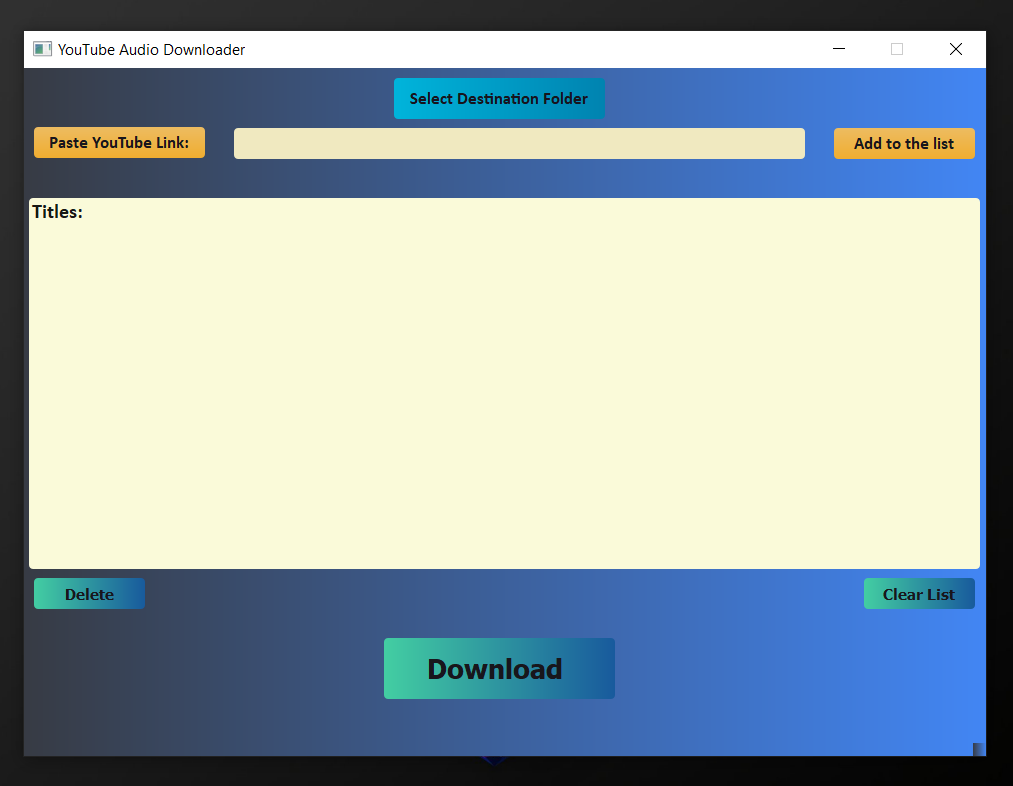 YouTube Audio Downloader
Select Destination Folder
Paste YouTube Link:
Add to the list
Titles:
Delete
Clear List
Download